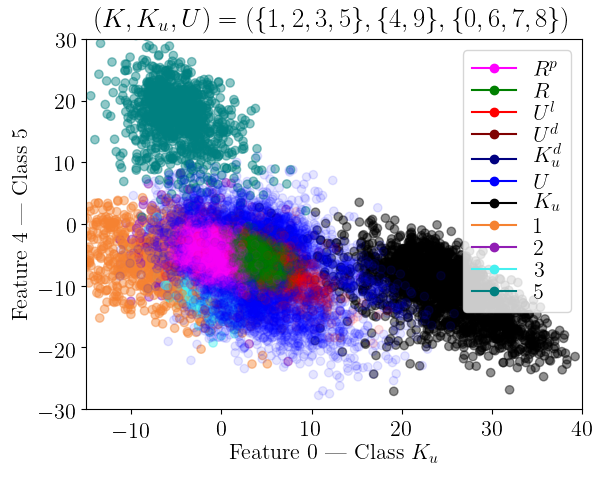 (K, K_u, U) = ({1, 2, 3, 5}, {4, 9}, {0, 6, 7, 8})
30
20
10
0
−10
−20
−30
Feature 4 — Class 5
R^p
R
U^l
U^d
K_u^d
U
K_u
1
2
3
5
−10
0
10
20
30
40
Feature 0 — Class K_u